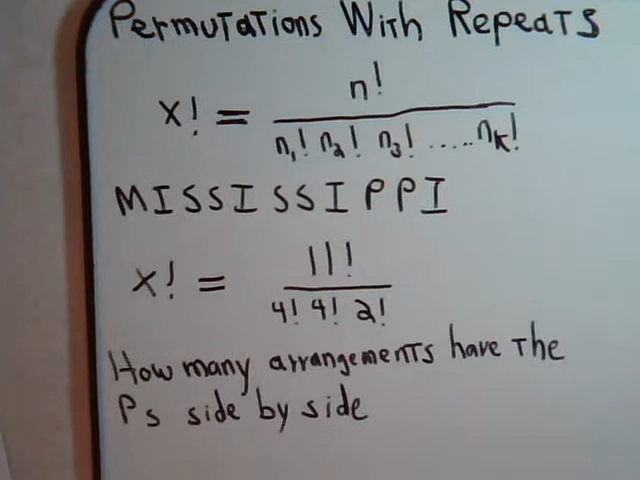 Permutations With Repeats
x! = n! / n₁! n₂! n₃! ..... nₖ!
MISSISSIPPI
x! = 11! / 4! 4! 2!
How many arrangements have the
Ps side by side